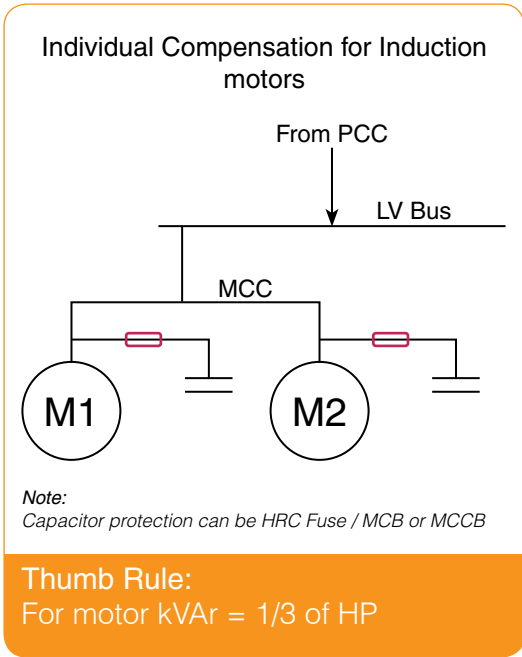 Individual Compensation for Induction
motors
From PCC
LV Bus
MCC
M1
M2
Note:
Capacitor protection can be HRC Fuse / MCB or MCCB
Thumb Rule:
For motor kVAr = 1/3 of HP